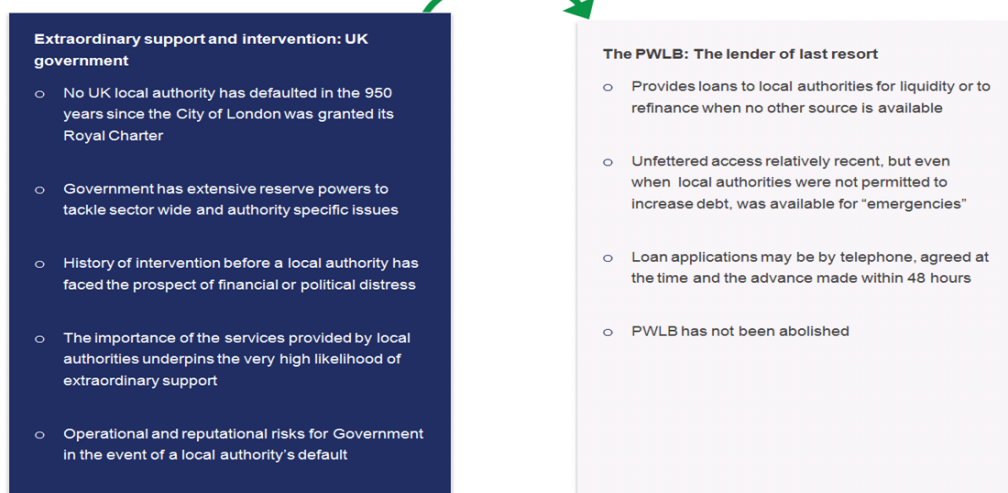 Extraordinary support and intervention: UK
government
o No UK local authority has defaulted in the 950
years since the City of London was granted its
Royal Charter
o Government has extensive reserve powers to
tackle sector wide and authority specific issues
o History of intervention before a local authority has
faced the prospect of financial or political distress
o The importance of the services provided by local
authorities underpins the very high likelihood of
extraordinary support
o Operational and reputational risks for Government
in the event of a local authority's default
The PWLB: The lender of last resort
o Provides loans to local authorities for liquidity or to
refinance when no other source is available
o Unfettered access relatively recent, but even
when local authorities were not permitted to
increase debt, was available for “emergencies”
o Loan applications may be by telephone, agreed at
the time and the advance made within 48 hours
o PWLB has not been abolished